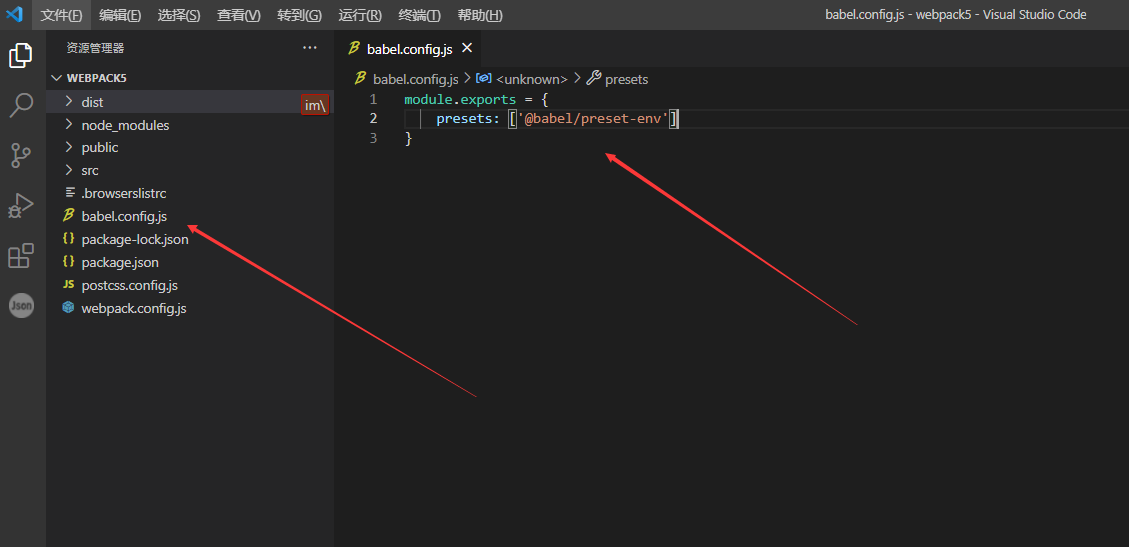 文件(F) 编辑(E) 选择(S) 查看(V) 转到(G) 运行(R) 终端(T) 帮助(H) babel.config.js - webpack5 - Visual Studio Code
资源管理器 ···
WEBPACK5
dist im\
node_modules
public
src
.browserslistrc
babel.config.js
package-lock.json
package.json
JS postcss.config.js
webpack.config.js
Json
babel.config.js
babel.config.js > <unknown> > presets
1 module.exports = {
2 presets: ['@babel/preset-env']
3 }